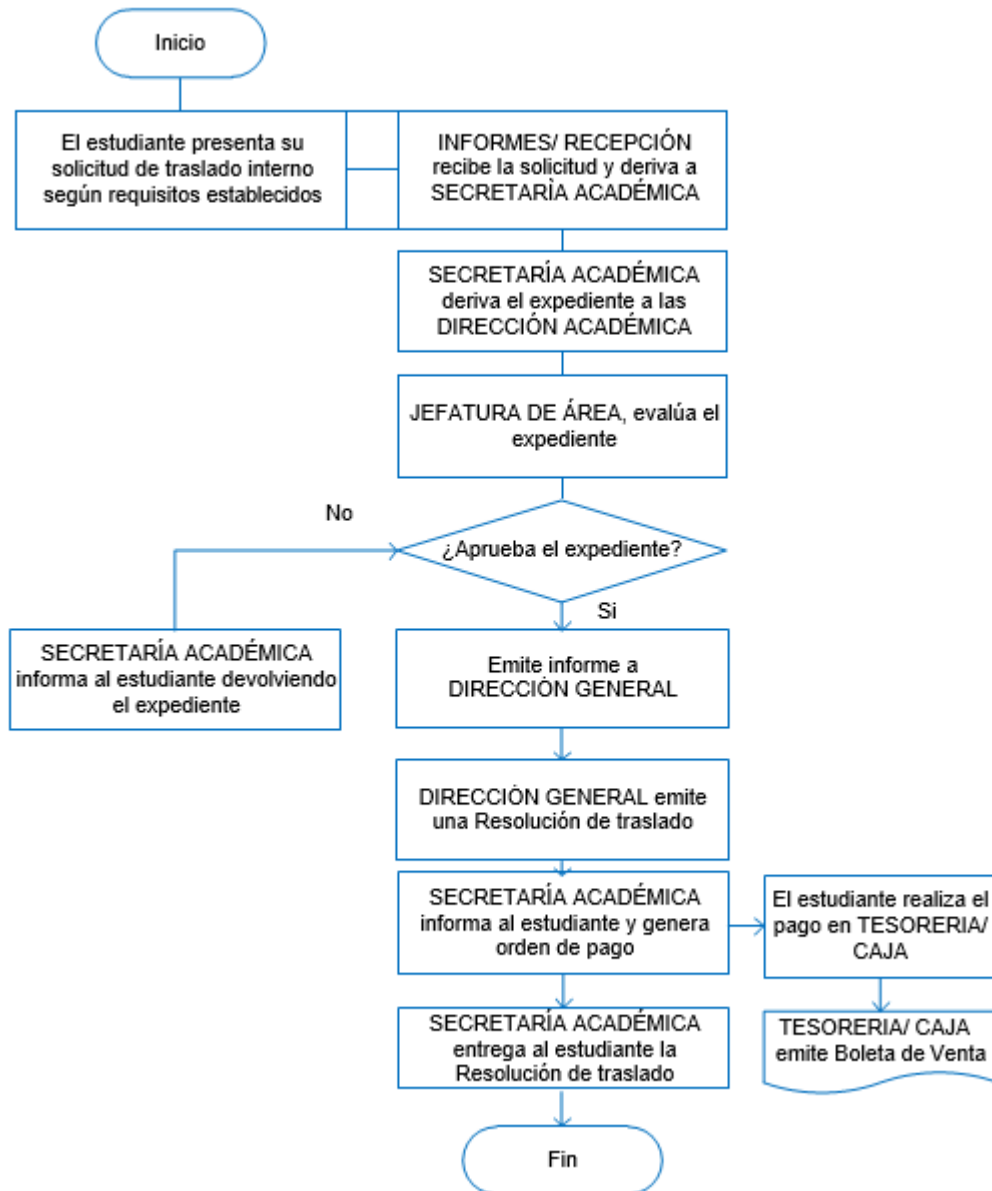 Inicio
El estudiante presenta su
solicitud de traslado interno
según requisitos establecidos
INFORMES/ RECEPCIÓN
recibe la solicitud y deriva a
SECRETARÌA ACADÉMICA
SECRETARÍA ACADÉMICA
deriva el expediente a las
DIRECCIÓN ACADÉMICA
JEFATURA DE ÁREA, evalúa el
expediente
No
¿Aprueba el expediente?
Si
SECRETARÍA ACADÉMICA
informa al estudiante devolviendo
el expediente
Emite informe a
DIRECCIÓN GENERAL
DIRECCIÓN GENERAL emite
una Resolución de traslado
SECRETARÍA ACADÉMICA
informa al estudiante y genera
orden de pago
El estudiante realiza el
pago en TESORERIA/
CAJA
SECRETARÍA ACADÉMICA
entrega al estudiante la
Resolución de traslado
TESORERIA/ CAJA
emite Boleta de Venta
Fin